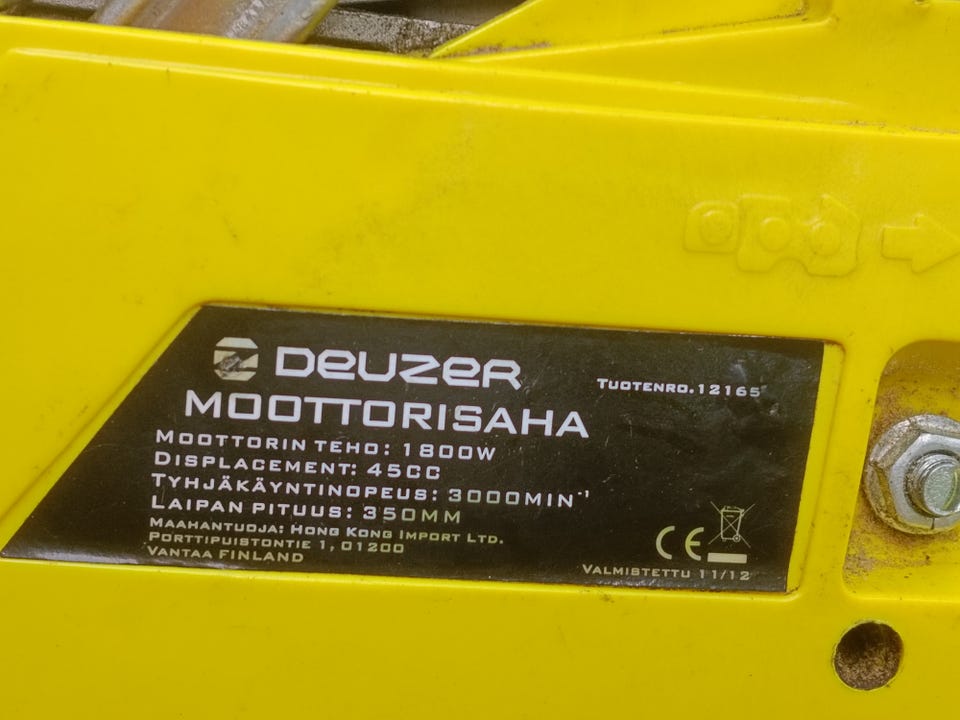 DEUZER
TUOTENRO.12165
MOOTTORISAHA
MOOTTORIN TEHO: 1800W
DISPLACEMENT: 45CC
TYHJÄKÄYNTINOPEUS: 3000MIN⁻¹
LAIPAN PITUUS: 350MM
MAAHANTUOJA: HONG KONG IMPORT LTD.
PORTTIPUISTONTIE 1, 01200
VANTAA FINLAND
CE
VALMISTETTU 11/12